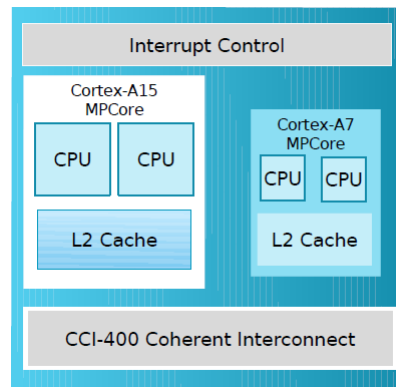 Interrupt Control
Cortex-A15
MPCore
CPU CPU
L2 Cache
Cortex-A7
MPCore
CPU CPU
L2 Cache
CCI-400 Coherent Interconnect